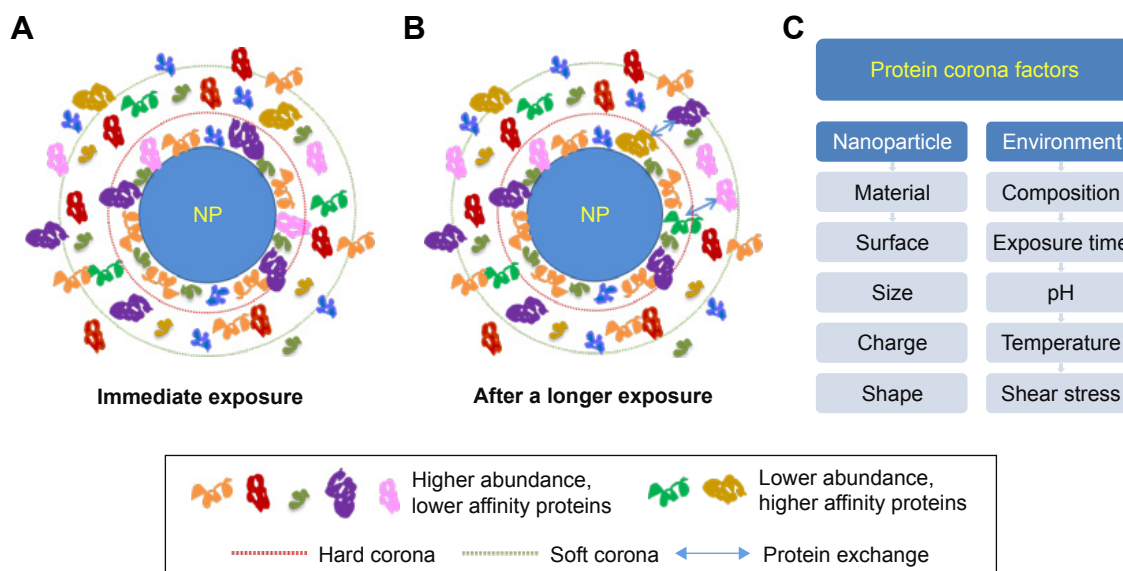 A
B
C
NP
Immediate exposure
NP
After a longer exposure
Protein corona factors
Nanoparticle
Environment
Material
Composition
Surface
Exposure time
Size
pH
Charge
Temperature
Shape
Shear stress
Higher abundance,
lower affinity proteins
Lower abundance,
higher affinity proteins
Hard corona
Soft corona
Protein exchange